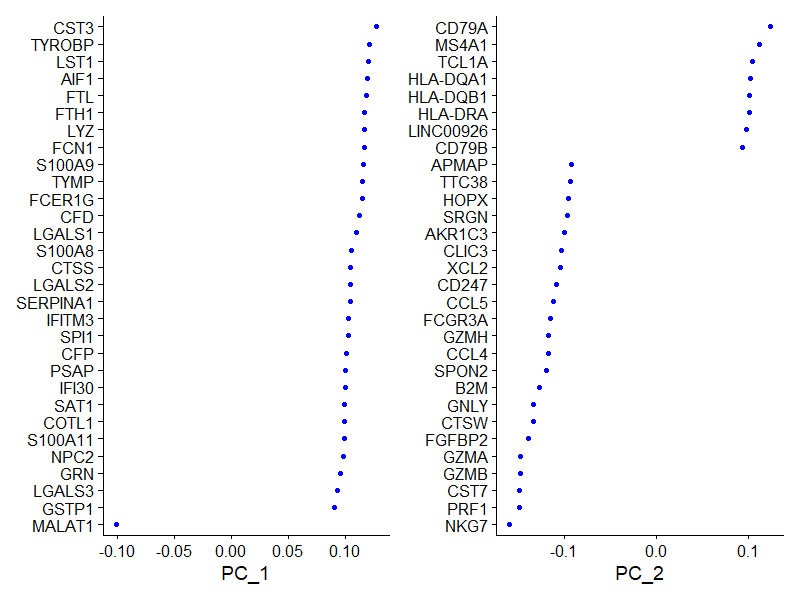 CST3
TYROBP
LST1
AIF1
FTL
FTH1
LYZ
FCN1
S100A9
TYMP
FCER1G
CFD
LGALS1
S100A8
CTSS
LGALS2
SERPINA1
IFITM3
SPI1
CFP
PSAP
IFI30
SAT1
COTL1
S100A11
NPC2
GRN
LGALS3
GSTP1
MALAT1
-0.10 -0.05 0.00 0.05 0.10
PC_1
CD79A
MS4A1
TCL1A
HLA-DQA1
HLA-DQB1
HLA-DRA
LINC00926
CD79B
APMAP
TTC38
HOPX
SRGN
AKR1C3
CLIC3
XCL2
CD247
CCL5
FCGR3A
GZMH
CCL4
SPON2
B2M
GNLY
CTSW
FGFBP2
GZMA
GZMB
CST7
PRF1
NKG7
-0.1 0.0 0.1
PC_2